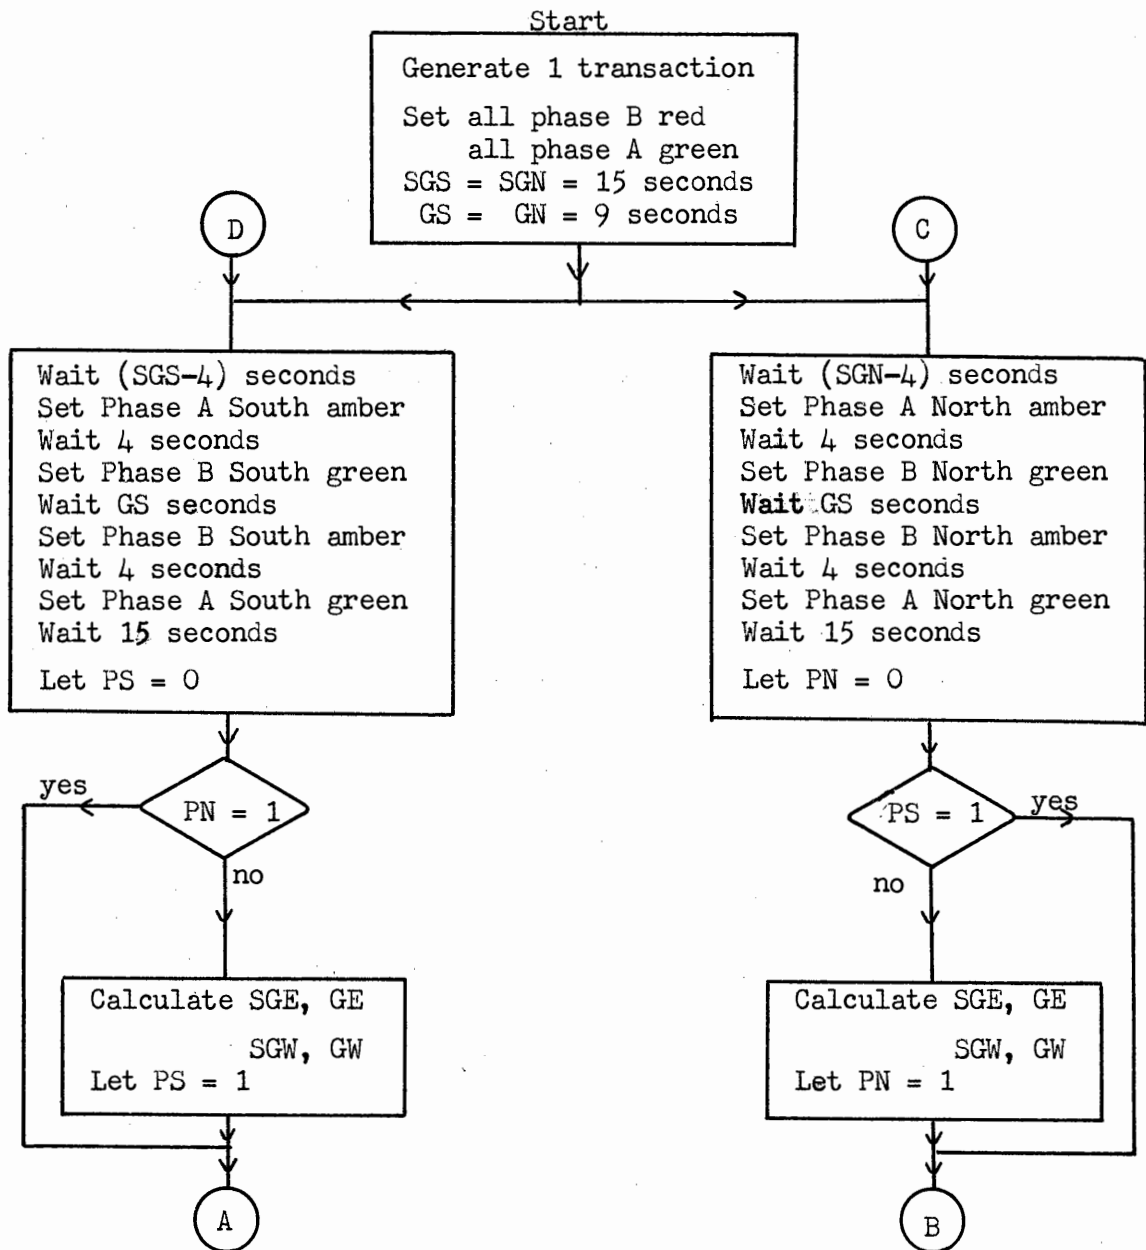 Start
Generate 1 transaction
Set all phase B red
all phase A green
SGS = SGN = 15 seconds
GS = GN = 9 seconds
D
C
Wait (SGS-4) seconds
Set Phase A South amber
Wait 4 seconds
Set Phase B South green
Wait GS seconds
Set Phase B South amber
Wait 4 seconds
Set Phase A South green
Wait 15 seconds
Let PS = 0
Wait (SGN-4) seconds
Set Phase A North amber
Wait 4 seconds
Set Phase B North green
Wait GS seconds
Set Phase B North amber
Wait 4 seconds
Set Phase A North green
Wait 15 seconds
Let PN = 0
yes
PN = 1
no
PS = 1
yes
no
Calculate SGE, GE
SGW, GW
Let PS = 1
Calculate SGE, GE
SGW, GW
Let PN = 1
A
B